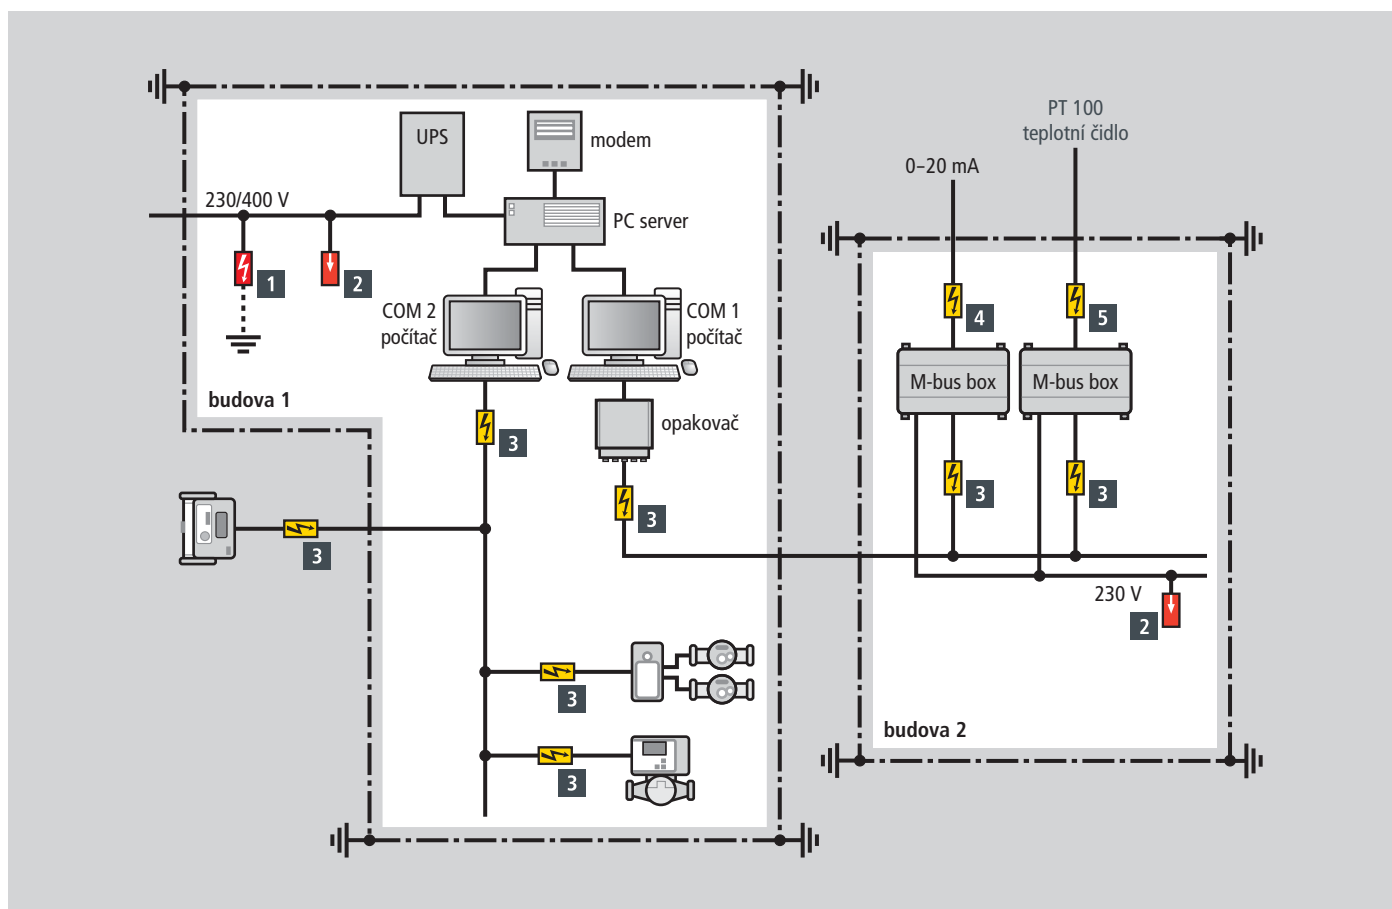 PT 100
teplotní čidlo
0–20 mA
UPS
modem
230/400 V
PC server
1
2
COM 2
počítač
COM 1
počítač
4
5
M-bus box
M-bus box
budova 1
opakovač
3
3
3
3
3
230 V
2
3
3
budova 2